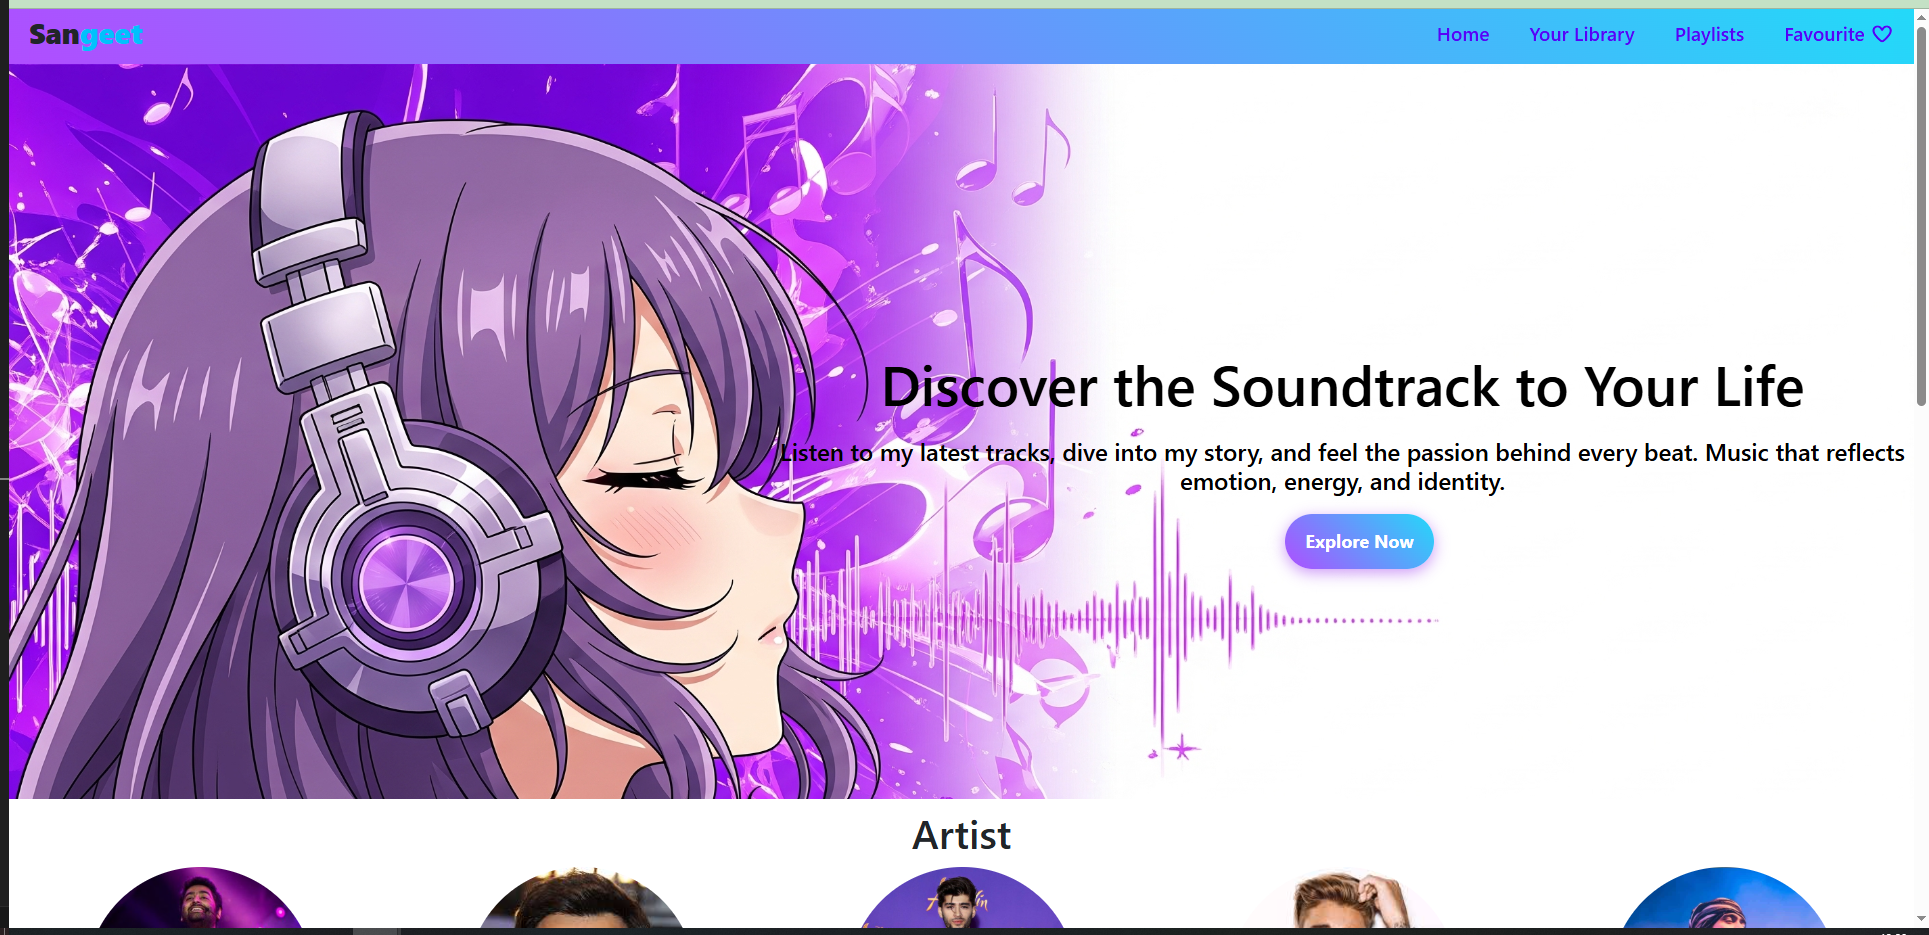 Sangeet
Home Your Library Playlists Favourite
Discover the Soundtrack to Your Life
Listen to my latest tracks, dive into my story, and feel the passion behind every beat. Music that reflects
emotion, energy, and identity.
Explore Now
Artist